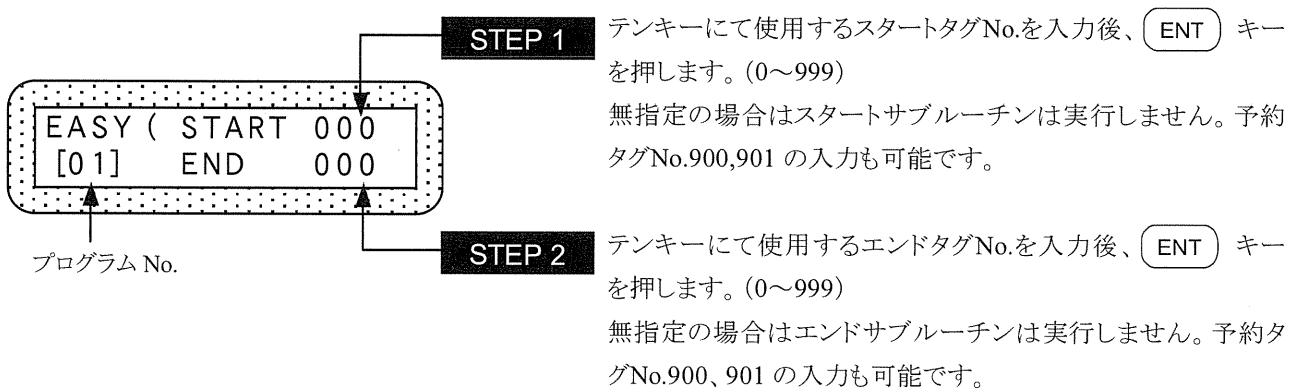 STEP 1
テンキーにて使用するスタートタグNo.を入力後、 ENT キー
を押します。(0～999)
無指定の場合はスタートサブルーチンは実行しません。予約
タグNo.900,901 の入力も可能です。
EASY ( START 000
[01] END 000
プログラム No.
STEP 2
テンキーにて使用するエンドタグNo.を入力後、 ENT キー
を押します。(0～999)
無指定の場合はエンドサブルーチンは実行しません。予約タ
グNo.900、901 の入力も可能です。